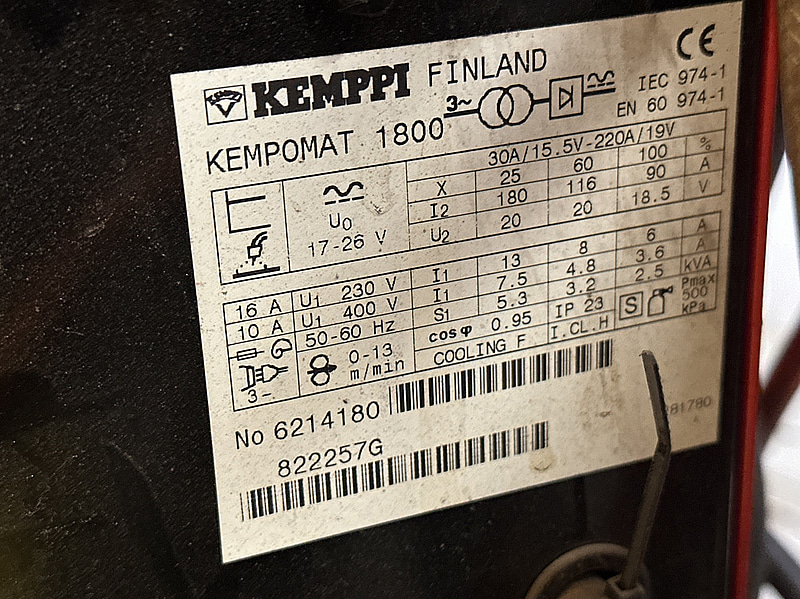 KEMPPI FINLAND CE
KEMPOMAT 1800 3~ IEC 974-1
EN 60 974-1
30A/15.5V-220A/19V
X 25 60 100 %
U0 I2 180 116 90 A
17-26 V U2 20 20 18.5 V
16 A U1 230 V I1 13 8 6 A
10 A U1 400 V I1 7.5 4.8 3.6 A
50-60 Hz S1 5.3 3.2 2.5 KVA
cosφ 0.95 IP 23 S Pmax 500 kPa
3~ 0-13 m/min COOLING F I.CL.H
No 6214180
822257G